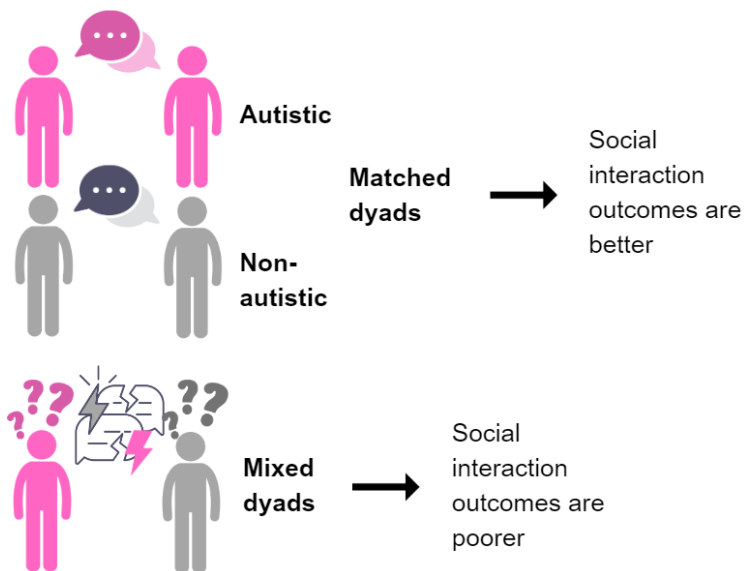 Autistic
Matched
dyads
Social
interaction
outcomes are
better
Non-
autistic
???
???
Mixed
dyads
Social
interaction
outcomes are
poorer